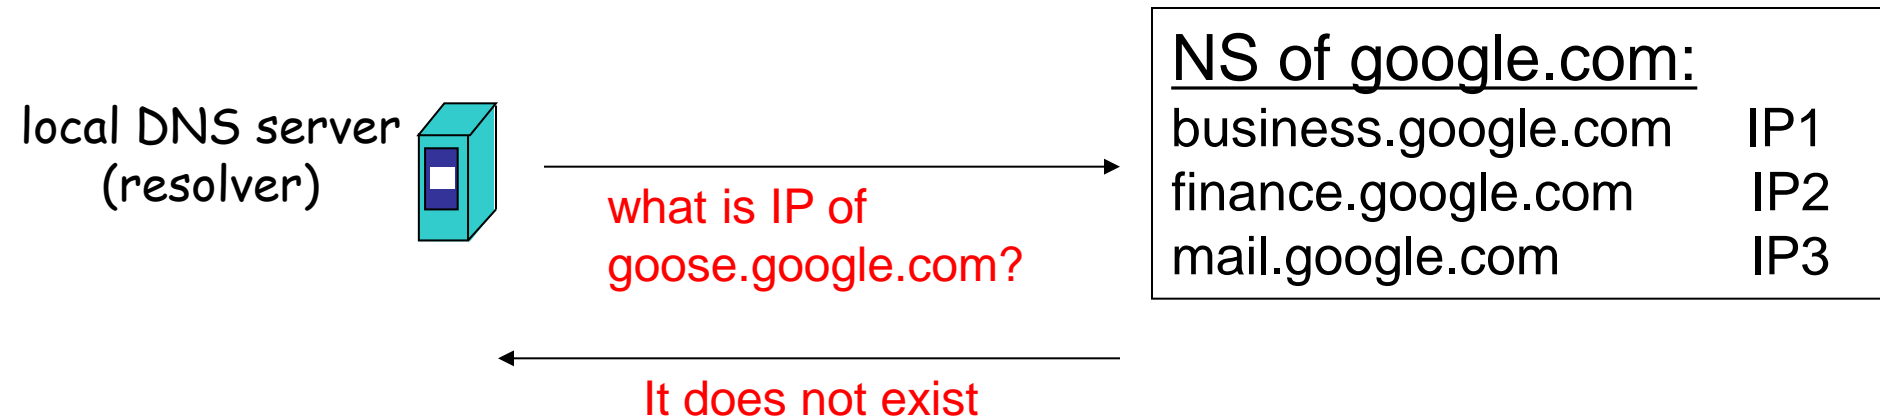 local DNS server
(resolver)
what is IP of
goose.google.com?
It does not exist
NS of google.com:
business.google.com IP1
finance.google.com IP2
mail.google.com IP3